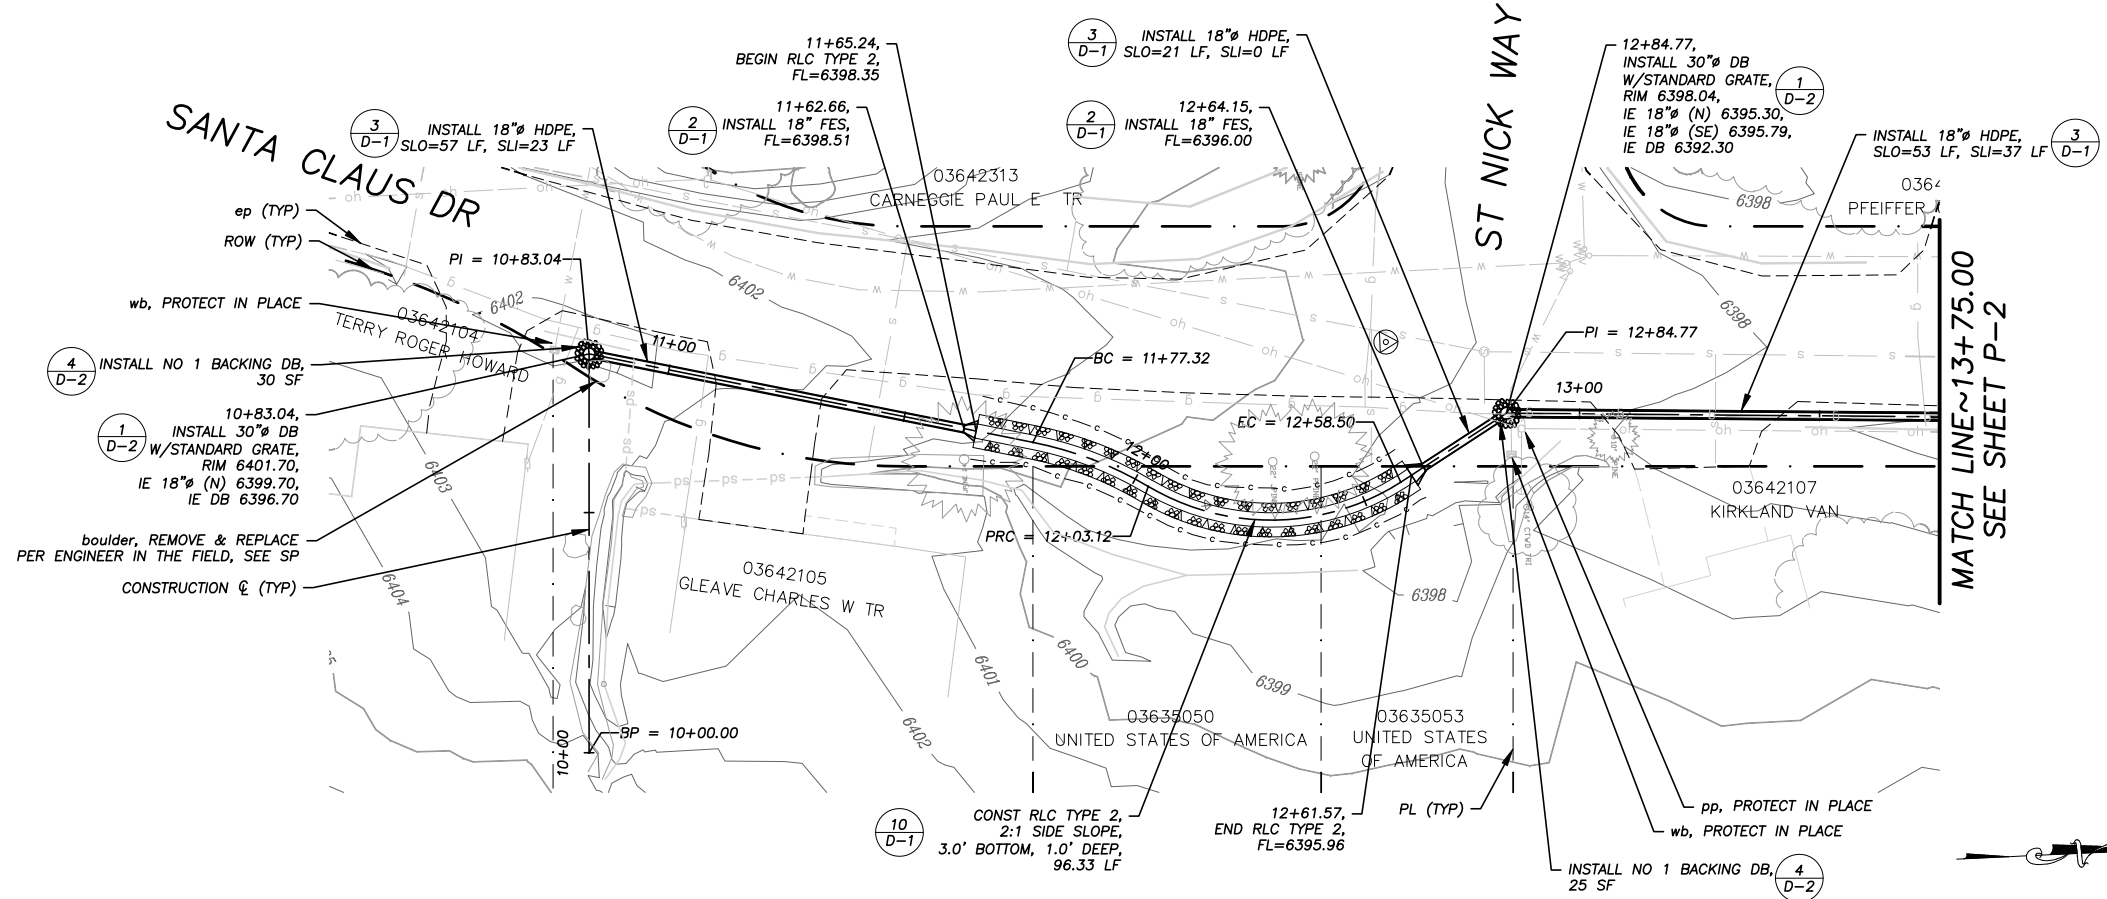 SANTA CLAUS DR
ST NICK WAY
11+65.24,
BEGIN RLC TYPE 2,
FL=6398.35
3
D-1
INSTALL 18"ø HDPE,
SLO=21 LF, SLI=0 LF
12+84.77,
INSTALL 30"ø DB
W/STANDARD GRATE,
RIM 6398.04,
IE 18"ø (N) 6395.30,
IE 18"ø (SE) 6395.79,
IE DB 6392.30
1
D-2
3
D-1
INSTALL 18"ø HDPE,
SLO=57 LF, SLI=23 LF
2
D-1
11+62.66,
INSTALL 18" FES,
FL=6398.51
2
D-1
12+64.15,
INSTALL 18" FES,
FL=6396.00
INSTALL 18"ø HDPE,
SLO=53 LF, SLI=37 LF
3
D-1
03642313
CARNEGGIE PAUL E TR
PFEIFFER
6398
ep (TYP)
ROW (TYP)
PI = 10+83.04
wb, PROTECT IN PLACE
6402
6402
03642104
TERRY ROGER HOWARD
11+00
4
D-2
INSTALL NO 1 BACKING DB,
30 SF
BC = 11+77.32
PI = 12+84.77
6398
13+00
EC = 12+58.50
12+00
1
D-2
10+83.04,
INSTALL 30"ø DB
W/STANDARD GRATE,
RIM 6401.70,
IE 18"ø (N) 6399.70,
IE DB 6396.70
6403
03642107
KIRKLAND VAN
boulder, REMOVE & REPLACE
PER ENGINEER IN THE FIELD, SEE SP
PRC = 12+03.12
CONSTRUCTION ℄ (TYP)
6404
03642105
GLEAVE CHARLES W TR
6398
6400
6401
6399
6402
03635050
UNITED STATES OF AMERICA
03635053
UNITED STATES
OF AMERICA
BP = 10+00.00
10+00
10
D-1
CONST RLC TYPE 2,
2:1 SIDE SLOPE,
3.0' BOTTOM, 1.0' DEEP,
96.33 LF
12+61.57,
END RLC TYPE 2,
FL=6395.96
PL (TYP)
pp, PROTECT IN PLACE
wb, PROTECT IN PLACE
INSTALL NO 1 BACKING DB,
25 SF
4
D-2
MATCH LINE~13+75.00
SEE SHEET P-2